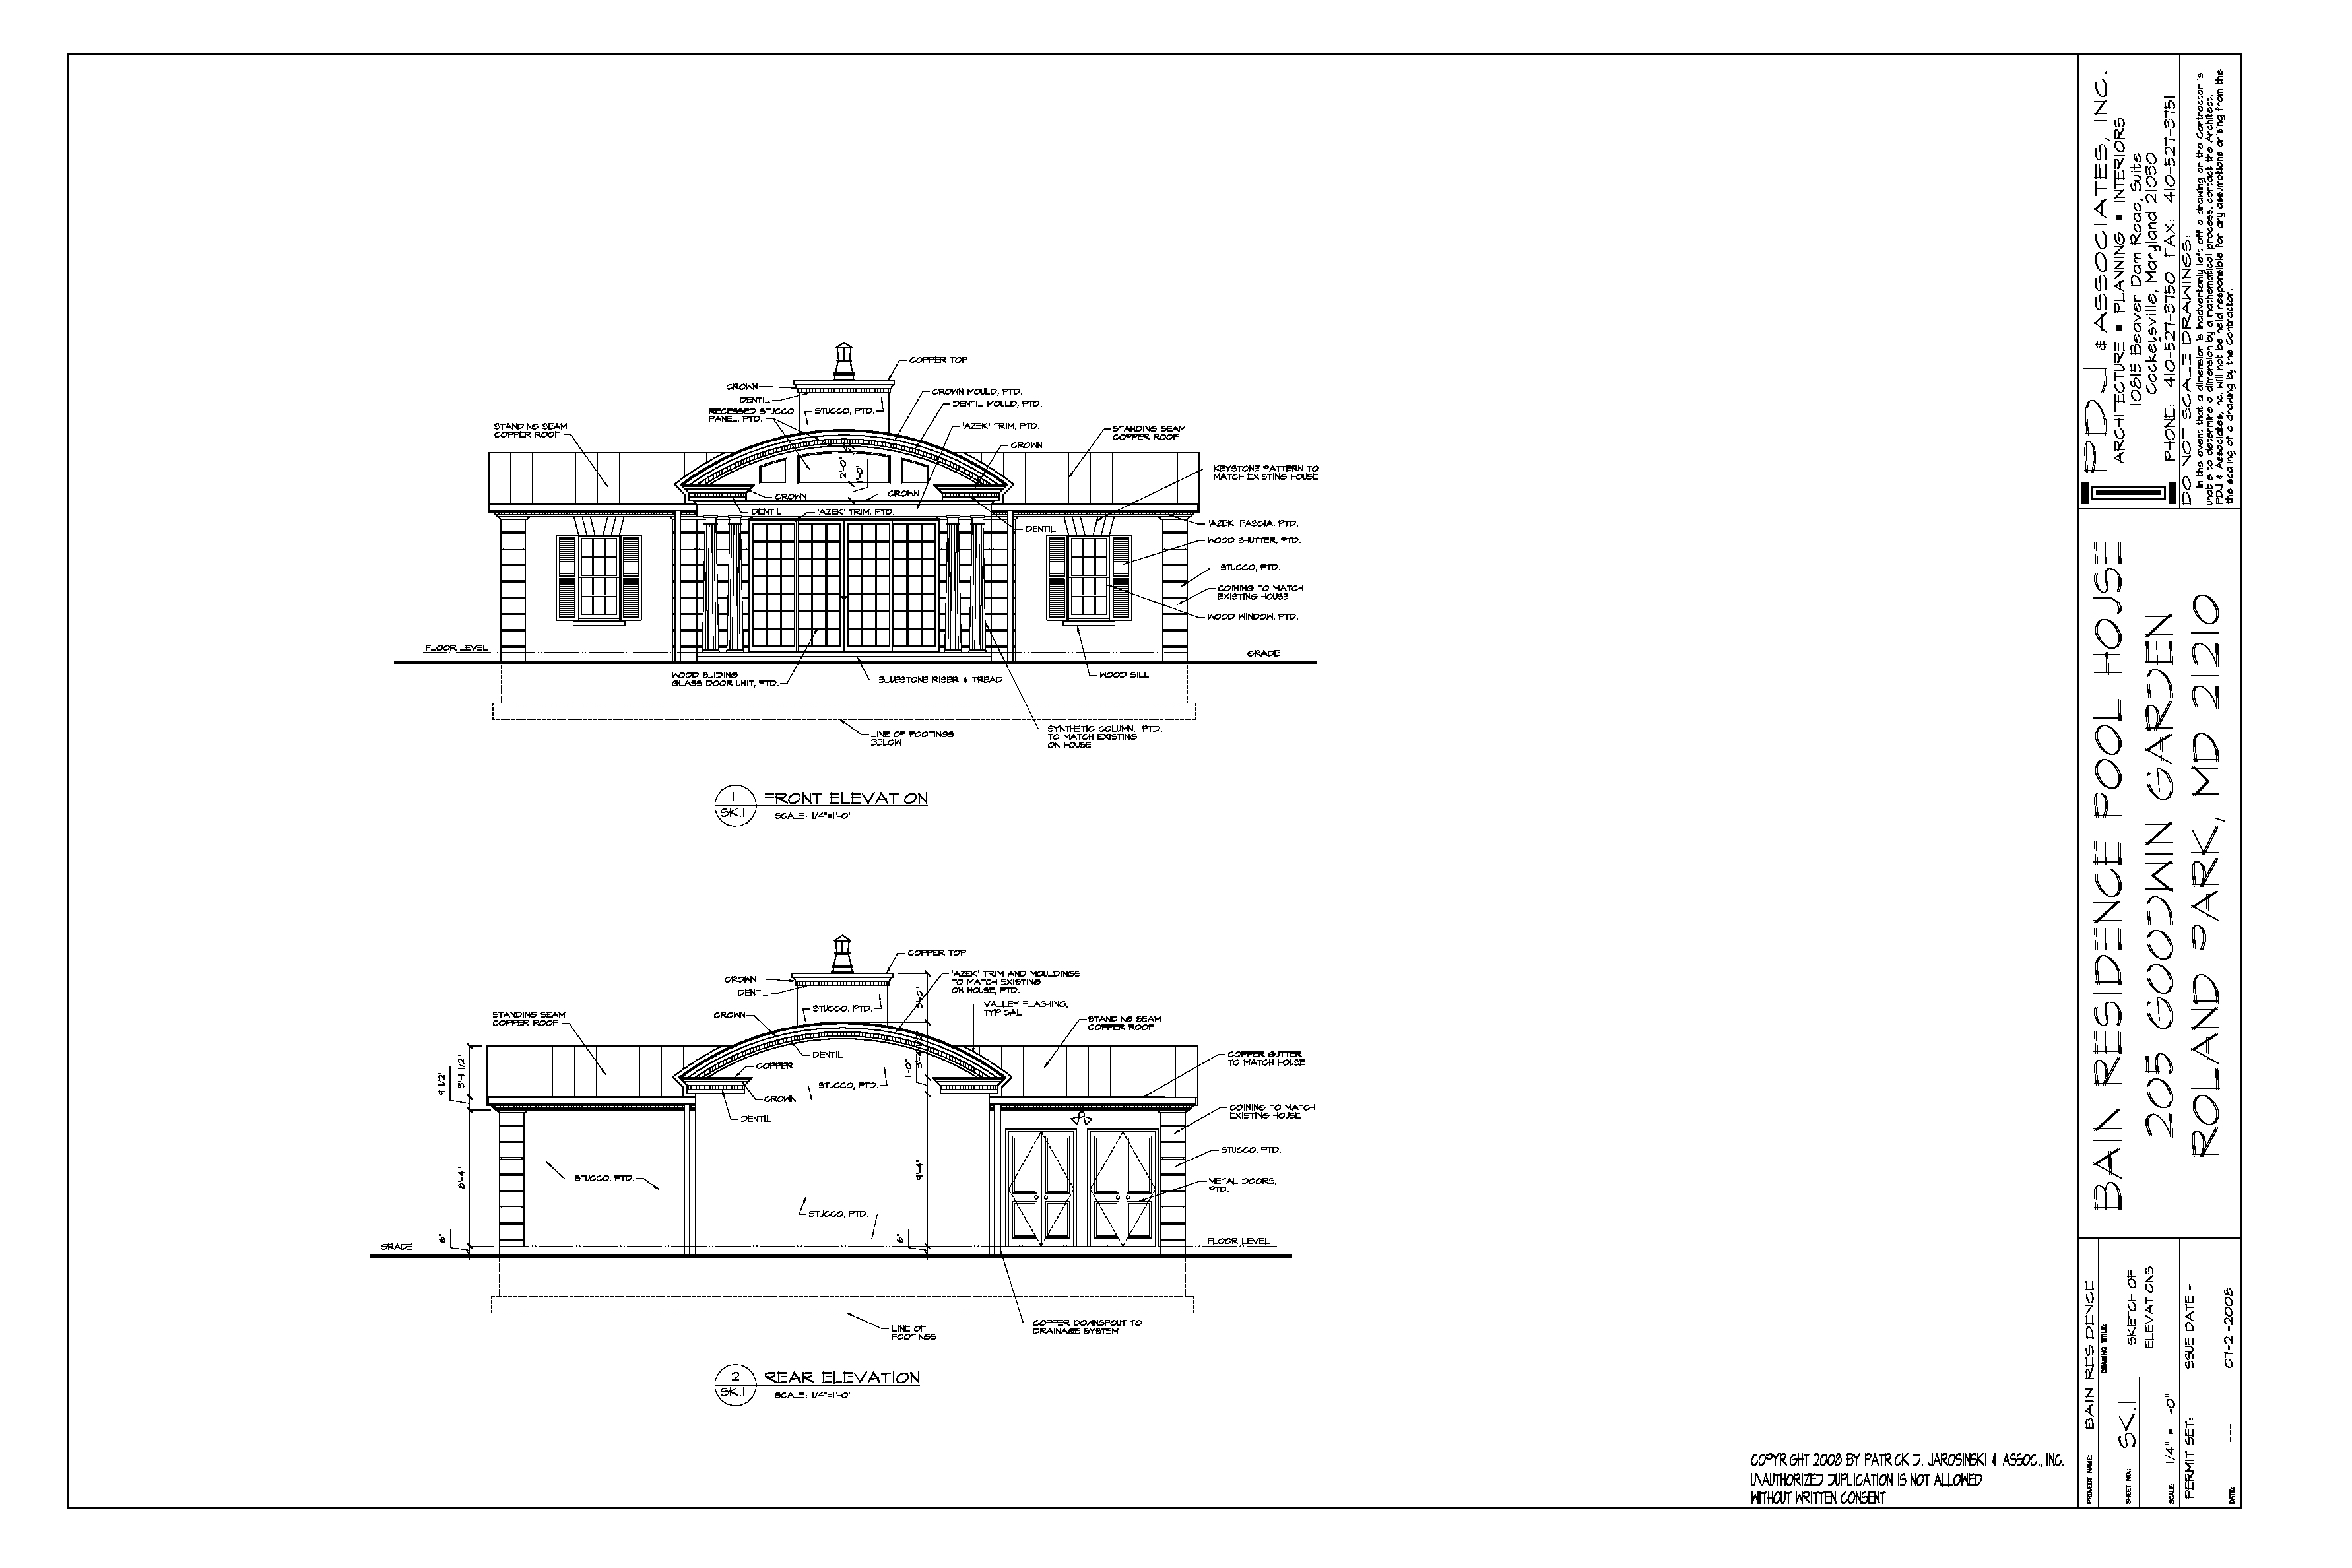 COPPER TOP
CROWN
DENTIL
RECESSED STUCCO
PANEL, PTD.
STUCCO, PTD.
CROWN MOULD, PTD.
DENTIL MOULD, PTD.
'AZEK' TRIM, PTD.
CROWN
STANDING SEAM
COPPER ROOF
STANDING SEAM
COPPER ROOF
2'-0"
1'-0"
KEYSTONE PATTERN TO
MATCH EXISTING HOUSE
CROWN
CROWN
DENTIL
'AZEK' TRIM, PTD.
DENTIL
'AZEK' FASCIA, PTD.
WOOD SHUTTER, PTD.
STUCCO, PTD.
COINING TO MATCH
EXISTING HOUSE
WOOD WINDOW, PTD.
FLOOR LEVEL
GRADE
WOOD SLIDING
GLASS DOOR UNIT, PTD.
BLUESTONE RISER & TREAD
WOOD SILL
LINE OF FOOTINGS
BELOW
SYNTHETIC COLUMN, PTD.
TO MATCH EXISTING
ON HOUSE
1
SK.1
FRONT ELEVATION
SCALE: 1/4"=1'-0"
COPPER TOP
CROWN
DENTIL
STUCCO, PTD.
'AZEK' TRIM AND MOULDINGS
TO MATCH EXISTING
ON HOUSE, PTD.
VALLEY FLASHING,
TYPICAL
CROWN
STANDING SEAM
COPPER ROOF
STANDING SEAM
COPPER ROOF
DENTIL
COPPER
STUCCO, PTD.
CROWN
DENTIL
COPPER GUTTER
TO MATCH HOUSE
COINING TO MATCH
EXISTING HOUSE
STUCCO, PTD.
METAL DOORS,
PTD.
STUCCO, PTD.
STUCCO, PTD.
9 1/2"
3'-1 1/2"
8'-4"
6"
1'-0"
9'-4"
6"
GRADE
FLOOR LEVEL
LINE OF
FOOTINGS
COPPER DOWNSPOUT TO
DRAINAGE SYSTEM
2
SK.1
REAR ELEVATION
SCALE: 1/4"=1'-0"
COPYRIGHT 2008 BY PATRICK D. JAROSINSKI & ASSOC., INC.
UNAUTHORIZED DUPLICATION IS NOT ALLOWED
WITHOUT WRITTEN CONSENT
PDJ & ASSOCIATES, INC.
ARCHITECTURE ▪ PLANNING ▪ INTERIORS
10815 Beaver Dam Road, Suite 1
Cockeysville, Maryland 21030
PHONE: 410-527-3750 FAX: 410-527-3751
DO NOT SCALE DRAWINGS:
In the event that a dimension is inadvertenly left off a drawing or the Contractor is
unable to determine a dimension by a mathematical process, contact the Architect.
PDJ & Associates, Inc. will not be held responsible for any assumptions arising from the
the scaling of a drawing by the Contractor.
BAIN RESIDENCE POOL HOUSE
205 GOODWIN GARDEN
ROLAND PARK, MD 21210
PROJECT NAME:
BAIN RESIDENCE
DRAWING TITLE:
SKETCH OF
ELEVATIONS
SHEET NO.:
SK.1
SCALE:
1/4" = 1'-0"
ISSUE DATE -
07-21-2008
PERMIT SET:
DATE:
---